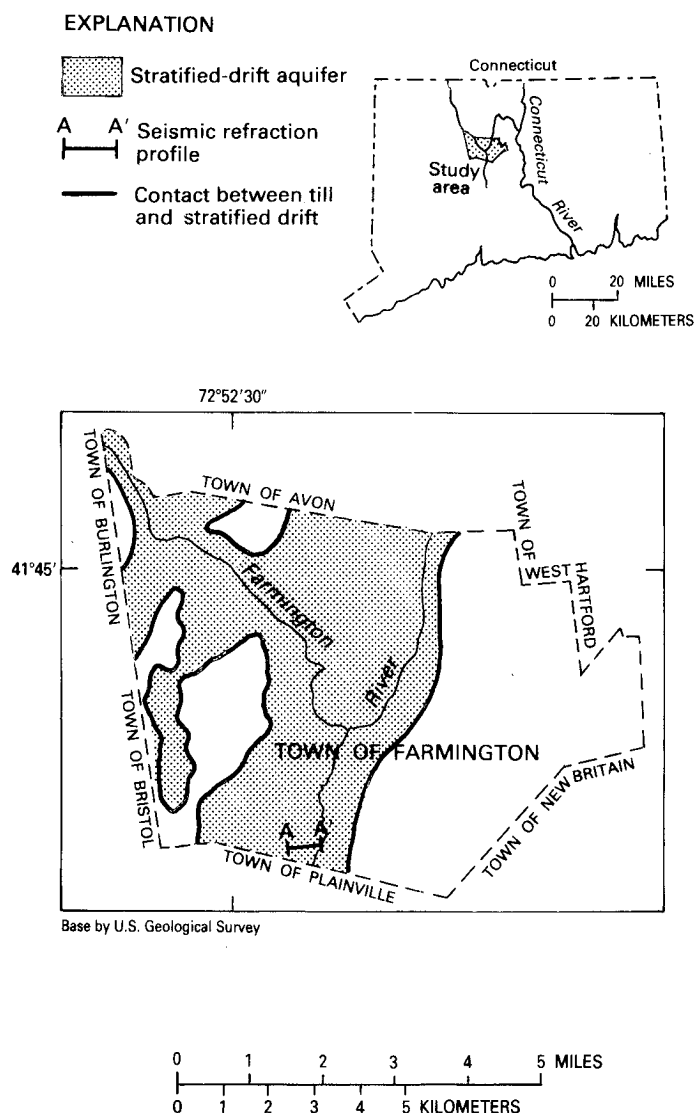 EXPLANATION
Stratified-drift aquifer
A A'
Seismic refraction
profile
Contact between till
and stratified drift
Connecticut
Connecticut
River
Study
area
0 20 MILES
0 20 KILOMETERS
72°52'30"
41°45'
TOWN OF BURLINGTON
TOWN OF AVON
TOWN OF
WEST
HARTFORD
Farmington
River
TOWN OF FARMINGTON
TOWN OF BRISTOL
TOWN OF NEW BRITAIN
A A'
TOWN OF PLAINVILLE
Base by U.S. Geological Survey
0 1 2 3 4 5 MILES
0 1 2 3 4 5 KILOMETERS